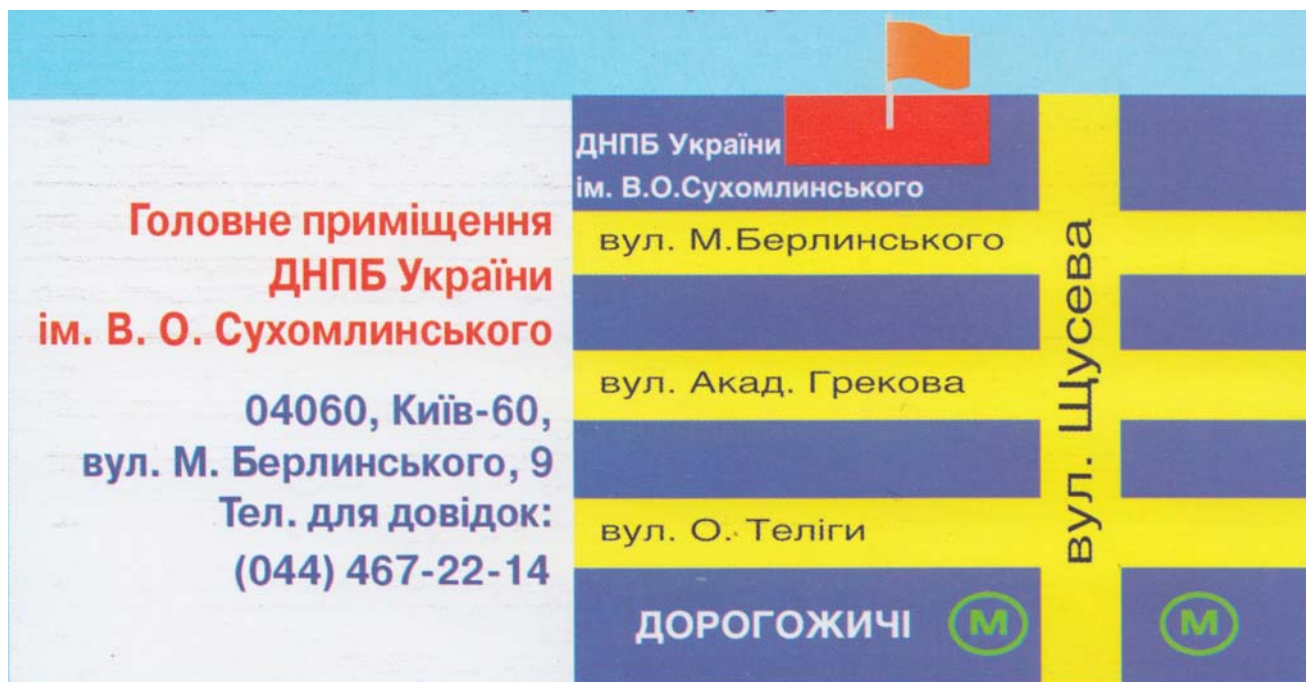 Головне приміщення
ДНПБ України
ім. В. О. Сухомлинського
04060, Київ-60,
вул. М. Берлинського, 9
Тел. для довідок:
(044) 467-22-14
ДНПБ України
ім. В.О.Сухомлинського
вул. М.Берлинського
вул. Акад. Грекова
вул. О. Теліги
вул. Щусева
ДОРОГОЖИЧІ М М